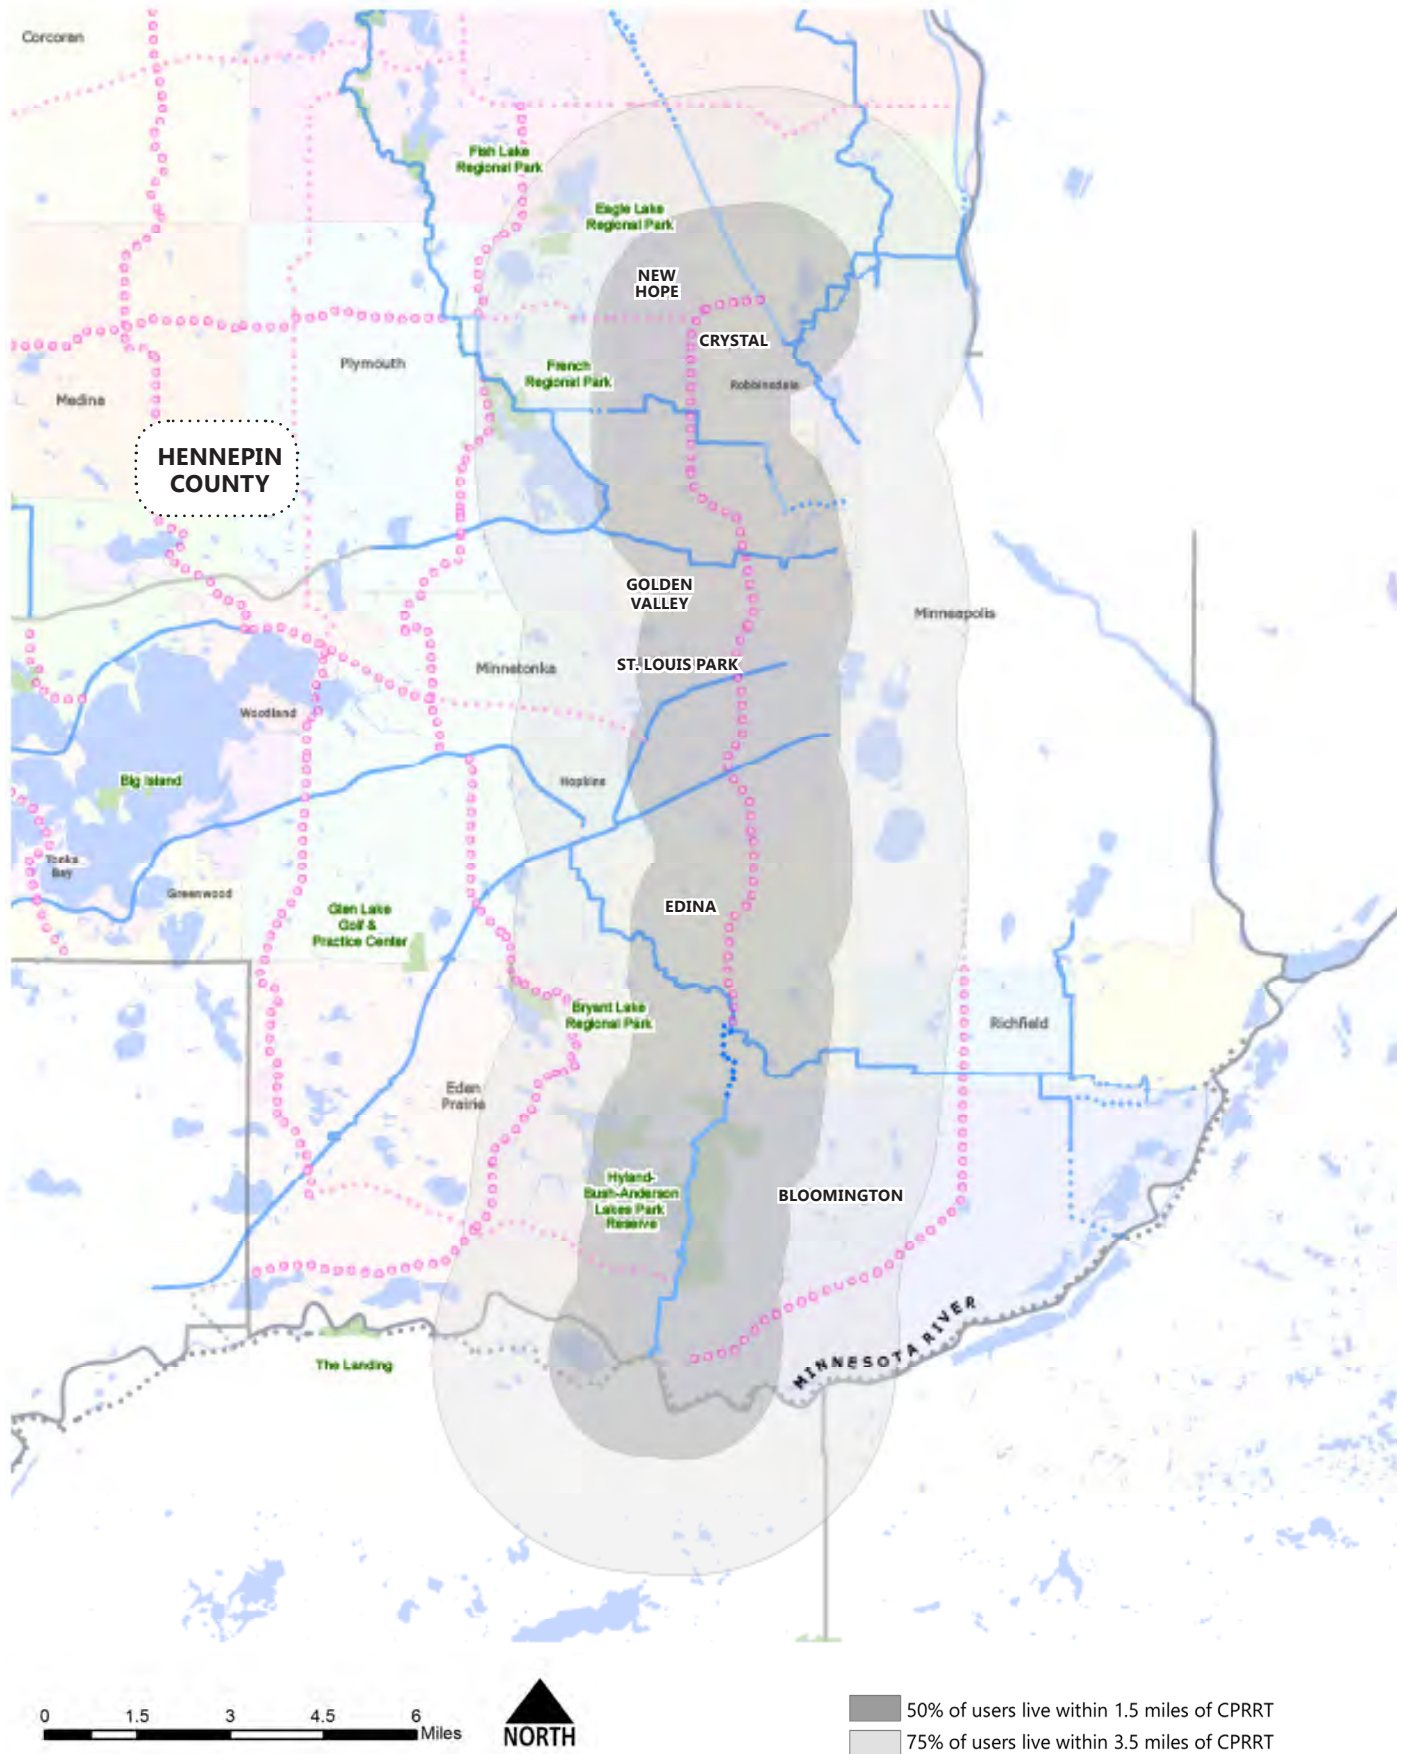 Corcoran
Fish Lake
Regional Park
Eagle Lake
Regional Park
NEW
HOPE
CRYSTAL
Plymouth
French
Regional Park
Robbinsdale
Medina
HENNEPIN
COUNTY
GOLDEN
VALLEY
Minneapolis
ST. LOUIS PARK
Minnetonka
Woodland
Big Island
Hopkins
Tonka
Bay
Greenwood
EDINA
Glen Lake
Golf &
Practice Center
Bryant Lake
Regional Park
Richfield
Eden
Prairie
Hyland-
Bush-Anderson
Lakes Park
Reserve
BLOOMINGTON
MINNESOTA RIVER
The Landing
0 1.5 3 4.5 6
Miles
NORTH
50% of users live within 1.5 miles of CPRRT
75% of users live within 3.5 miles of CPRRT